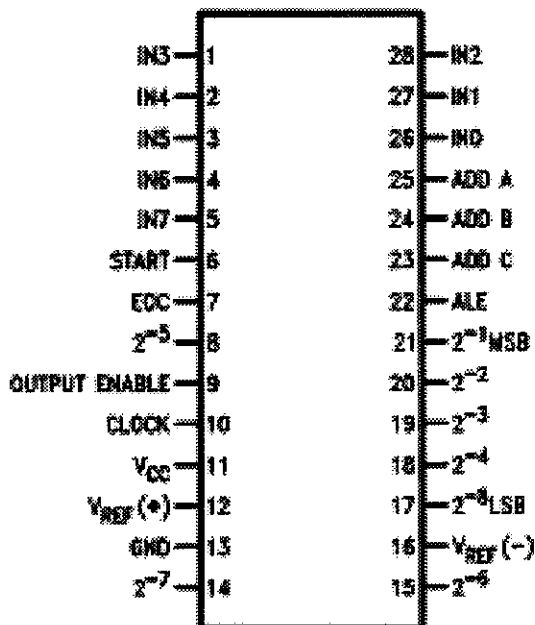 IN3 1 28 IN2
IN4 2 27 IN1
IN5 3 26 IN0
IN6 4 25 ADD A
IN7 5 24 ADD B
START 6 23 ADD C
EOC 7 22 ALE
2⁻⁵ 8 21 2⁻¹MSB
OUTPUT ENABLE 9 20 2⁻²
CLOCK 10 19 2⁻³
VCC 11 18 2⁻⁴
VREF(+) 12 17 2⁻⁸LSB
GND 13 16 VREF(−)
2⁻⁷ 14 15 2⁻⁶